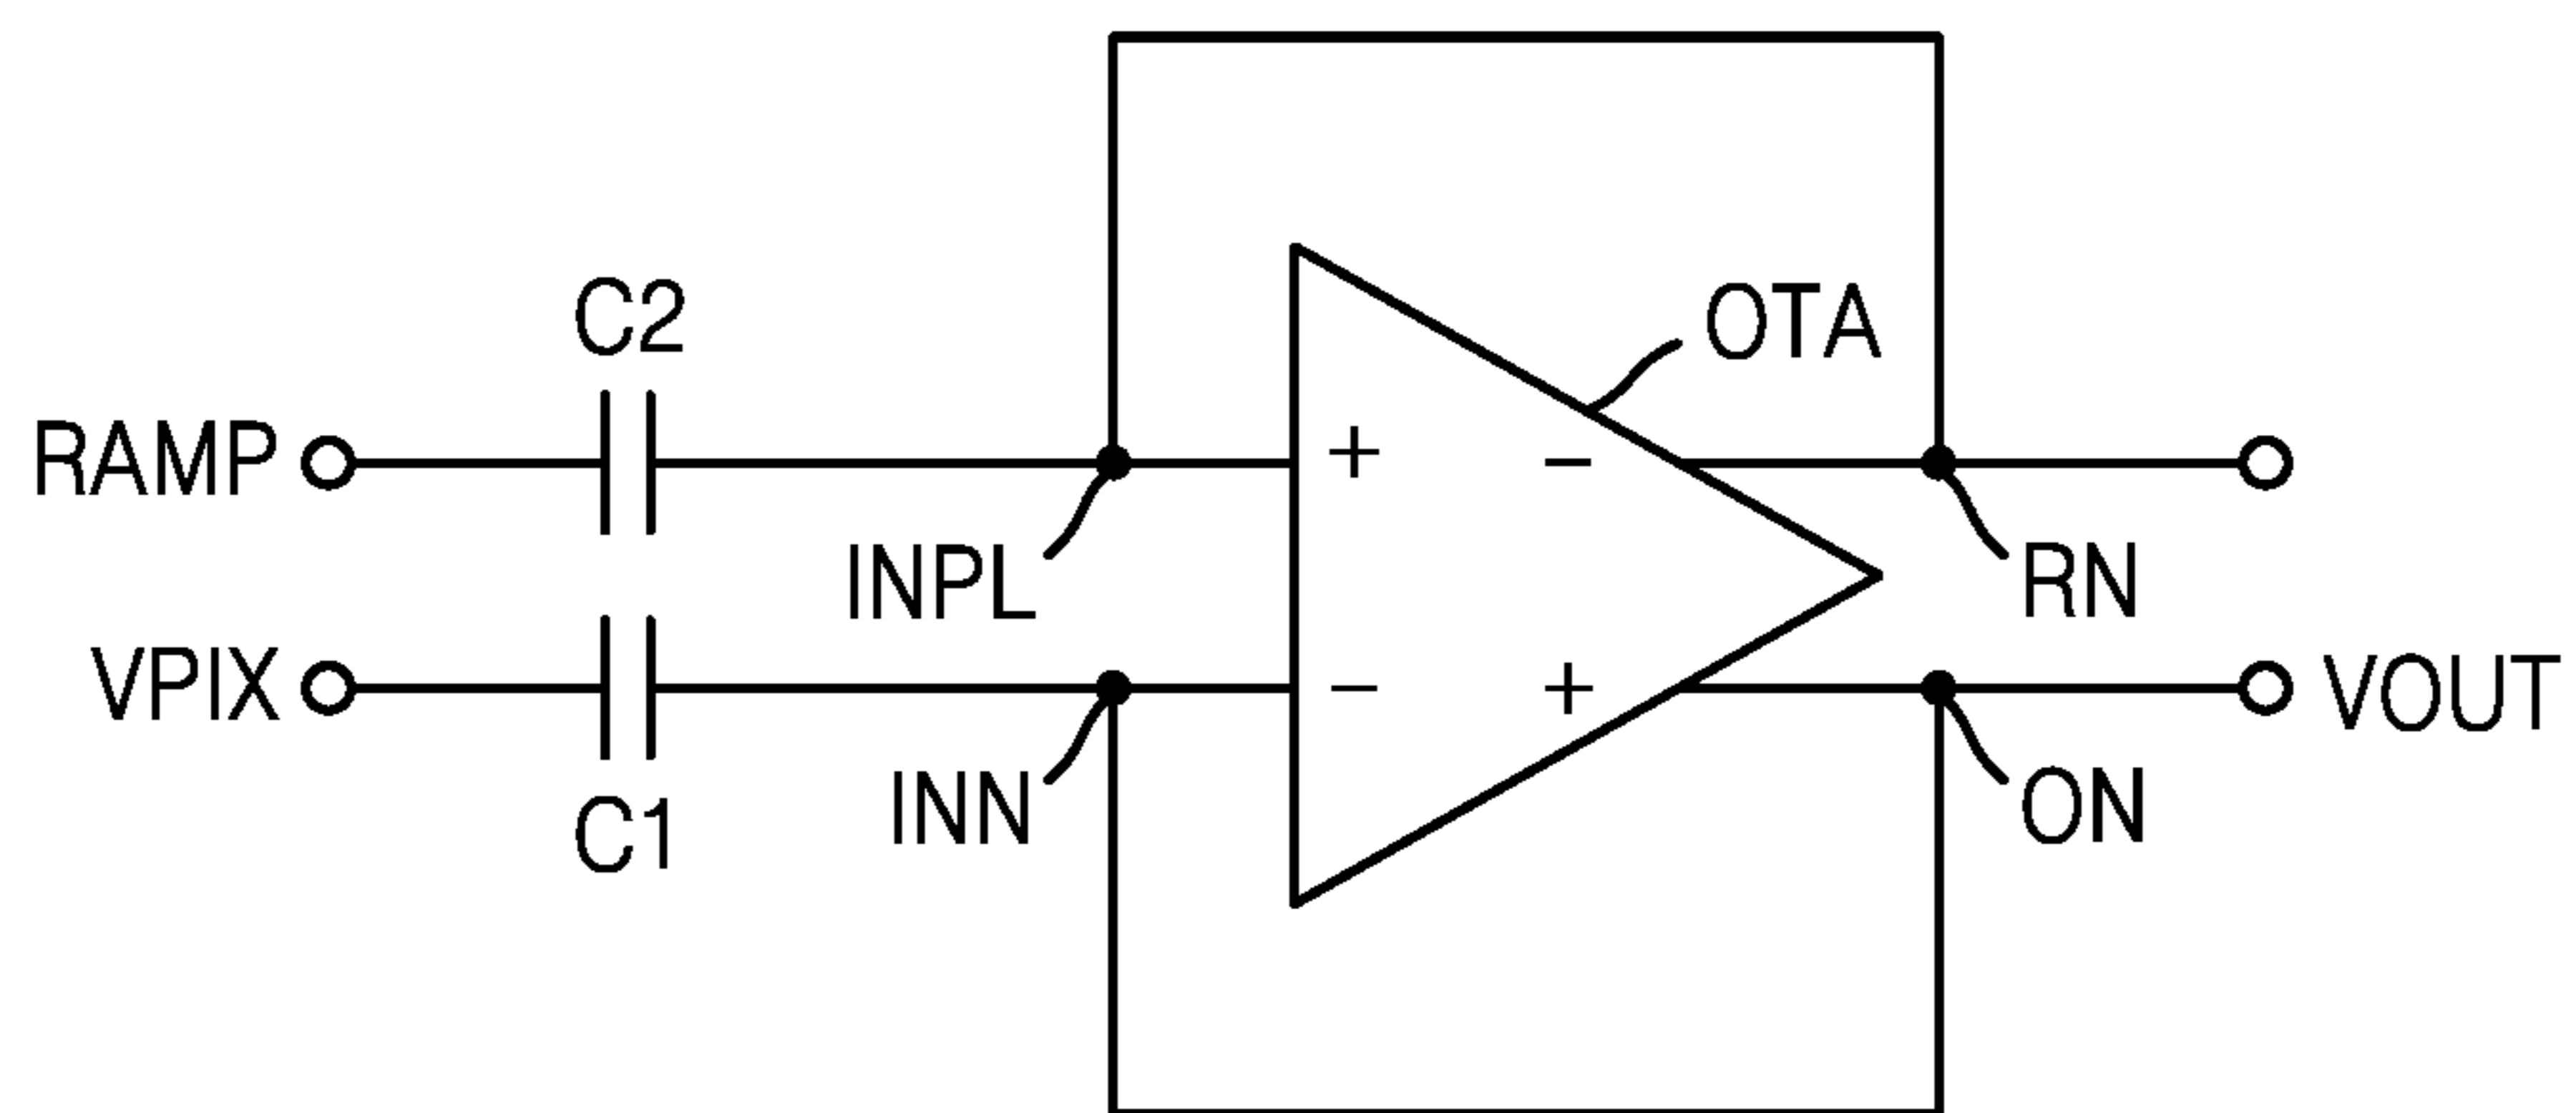 C2
OTA
RAMP
+
−
INPL
RN
VPIX
−
+
VOUT
C1
INN
ON